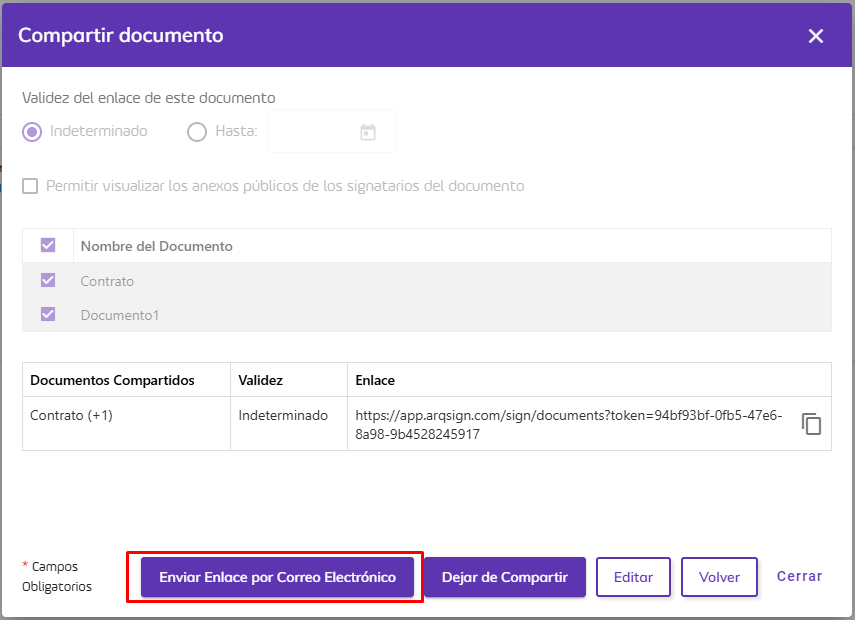 Compartir documento
Validez del enlace de este documento
Indeterminado Hasta:
Permitir visualizar los anexos públicos de los signatarios del documento
Nombre del Documento
Contrato
Documento1
Documentos Compartidos Validez Enlace
Contrato (+1) Indeterminado https://app.arqsign.com/sign/documents?token=94bf93bf-0fb5-47e6-
8a98-9b4528245917
* Campos
Obligatorios
Enviar Enlace por Correo Electrónico Dejar de Compartir Editar Volver Cerrar